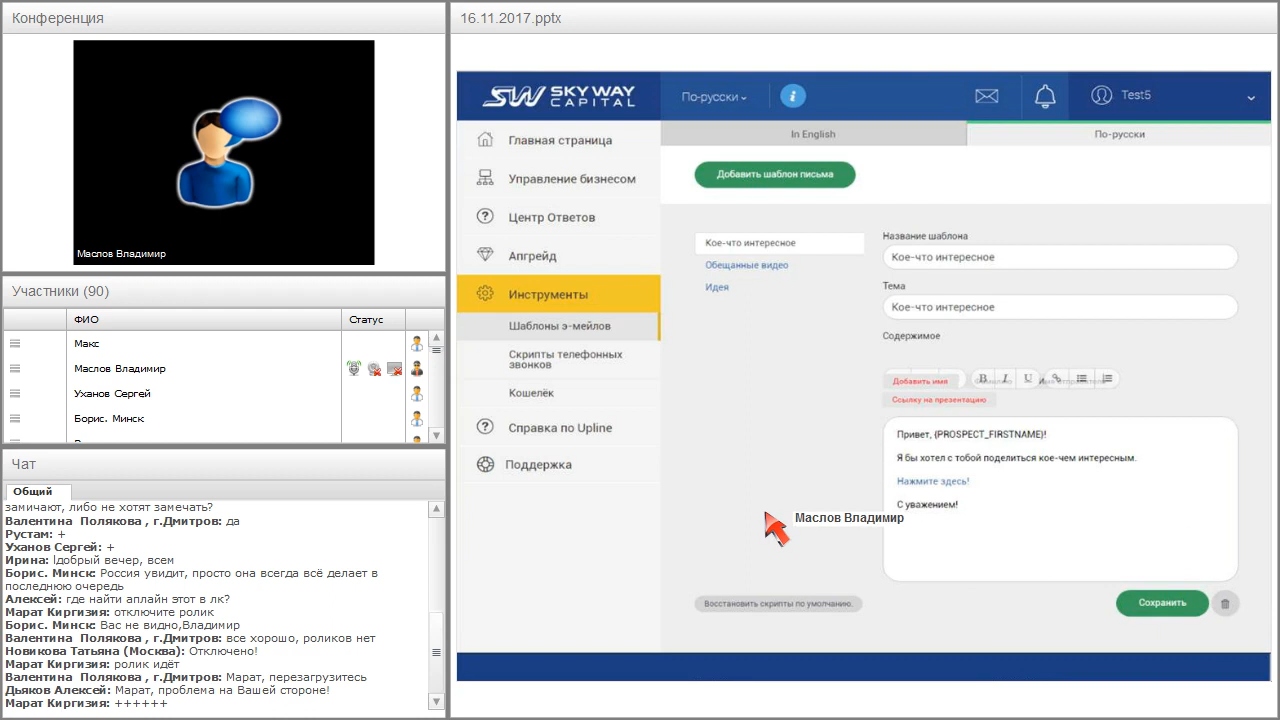 Конференция
Маслов Владимир
Участники (90)
ФИО
Статус
Макс
Маслов Владимир
Уханов Сергей
Борис. Минск
Чат
Общий
замичают, либо не хотят замечать?
Валентина Полякова , г.Дмитров: да
Рустам: +
Уханов Сергей: +
Ирина: !добрый вечер, всем
Борис. Минск: Россия увидит, просто она всегда всё делает в
последнюю очередь
Алексей: где найти аплайн этот в лк?
Марат Киргизия: отключите ролик
Борис. Минск: Вас не видно,Владимир
Валентина Полякова , г.Дмитров: все хорошо, роликов нет
Новикова Татьяна (Москва): Отключено!
Марат Киргизия: ролик идёт
Валентина Полякова , г.Дмитров: Марат, перезагрузитесь
Дьяков Алексей: Марат, проблема на Вашей стороне!
Марат Киргизия: ++++++
16.11.2017.pptx
SW SKY WAY
CAPITAL
По-русски
i
Test5
Главная страница
Управление бизнесом
Центр Ответов
Апгрейд
Инструменты
Шаблоны э-мейлов
Скрипты телефонных
звонков
Кошелёк
Справка по Upline
Поддержка
In English
По-русски
Добавить шаблон письма
Кое-что интересное
Обещанные видео
Идея
Название шаблона
Кое-что интересное
Тема
Кое-что интересное
Содержимое
Добавить имя
B I U
Ссылку на презентацию
Привет, {PROSPECT_FIRSTNAME}!
Я бы хотел с тобой поделиться кое-чем интересным.
Нажмите здесь!
С уважением!
Маслов Владимир
Восстановить скрипты по умолчанию.
Сохранить